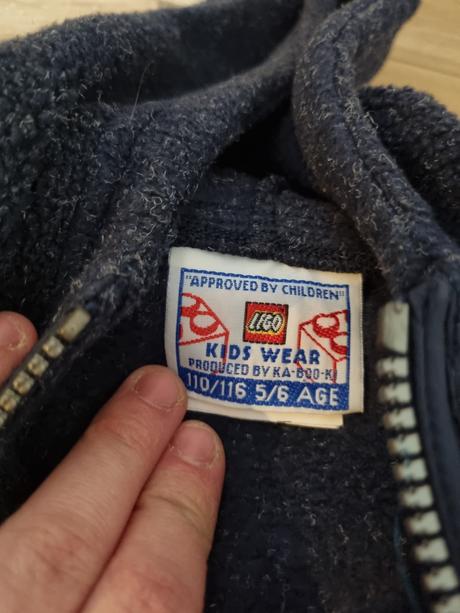 "APPROVED BY CHILDREN"
LEGO
KIDS WEAR
PRODUCED BY KA-BOO-KI
110/116 5/6 AGE